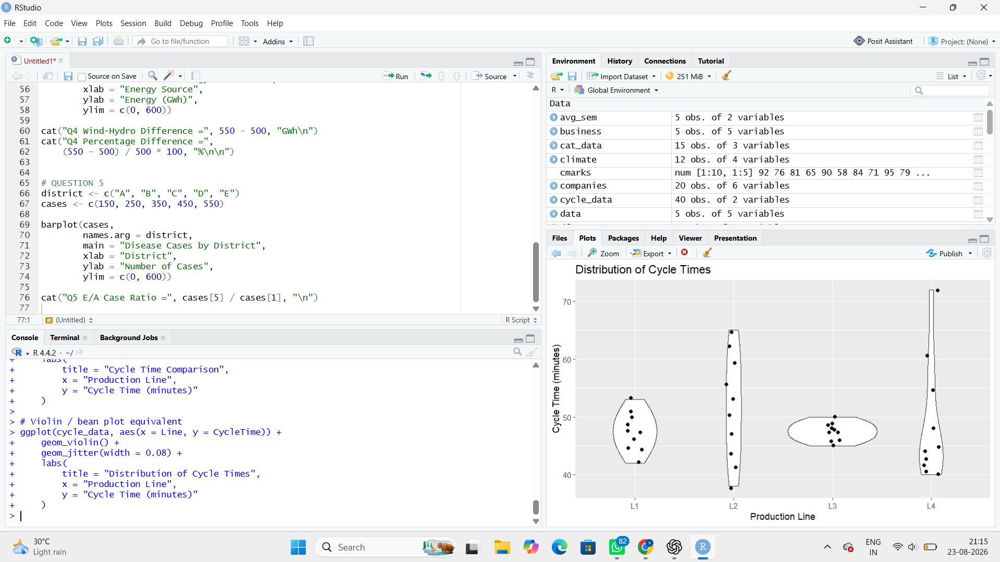 RStudio
File Edit Code View Plots Session Build Debug Profile Tools Help
Go to file/function Addins Posit Assistant Project: (None)
Untitled1*
Source on Save Run Source
56 xlab = "Energy Source",
57 ylab = "Energy (GWh)",
58 ylim = c(0, 600))
59
60 cat("Q4 Wind-Hydro Difference =", 550 - 500, "GWh\n")
61 cat("Q4 Percentage Difference =",
62 (550 - 500) / 500 * 100, "%\n\n")
63
64
65 # QUESTION 5
66 district <- c("A", "B", "C", "D", "E")
67 cases <- c(150, 250, 350, 450, 550)
68
69 barplot(cases,
70 names.arg = district,
71 main = "Disease Cases by District",
72 xlab = "District",
73 ylab = "Number of Cases",
74 ylim = c(0, 600))
75
76 cat("Q5 E/A Case Ratio =", cases[5] / cases[1], "\n")
77
77:1 # (Untitled) R Script
Console Terminal Background Jobs
R R 4.4.2 · ~/
+ labs(
+ title = "Cycle Time Comparison",
+ x = "Production Line",
+ y = "Cycle Time (minutes)"
+ )
>
> # Violin / bean plot equivalent
> ggplot(cycle_data, aes(x = Line, y = CycleTime)) +
+ geom_violin() +
+ geom_jitter(width = 0.08) +
+ labs(
+ title = "Distribution of Cycle Times",
+ x = "Production Line",
+ y = "Cycle Time (minutes)"
+ )
>
Environment History Connections Tutorial
Import Dataset 251 MiB List
R Global Environment
Data
avg_sem 5 obs. of 2 variables
business 5 obs. of 5 variables
cat_data 15 obs. of 3 variables
climate 12 obs. of 4 variables
cmarks num [1:10, 1:5] 92 76 81 65 90 58 84 71 95 79 ...
companies 20 obs. of 6 variables
cycle_data 40 obs. of 2 variables
data 5 obs. of 5 variables
Files Plots Packages Help Viewer Presentation
Zoom Export Publish
Distribution of Cycle Times
70
60
50
40
Cycle Time (minutes)
L1 L2 L3 L4
Production Line
30°C
Light rain
Search
82
ENG
IN
21:15
23-08-2026